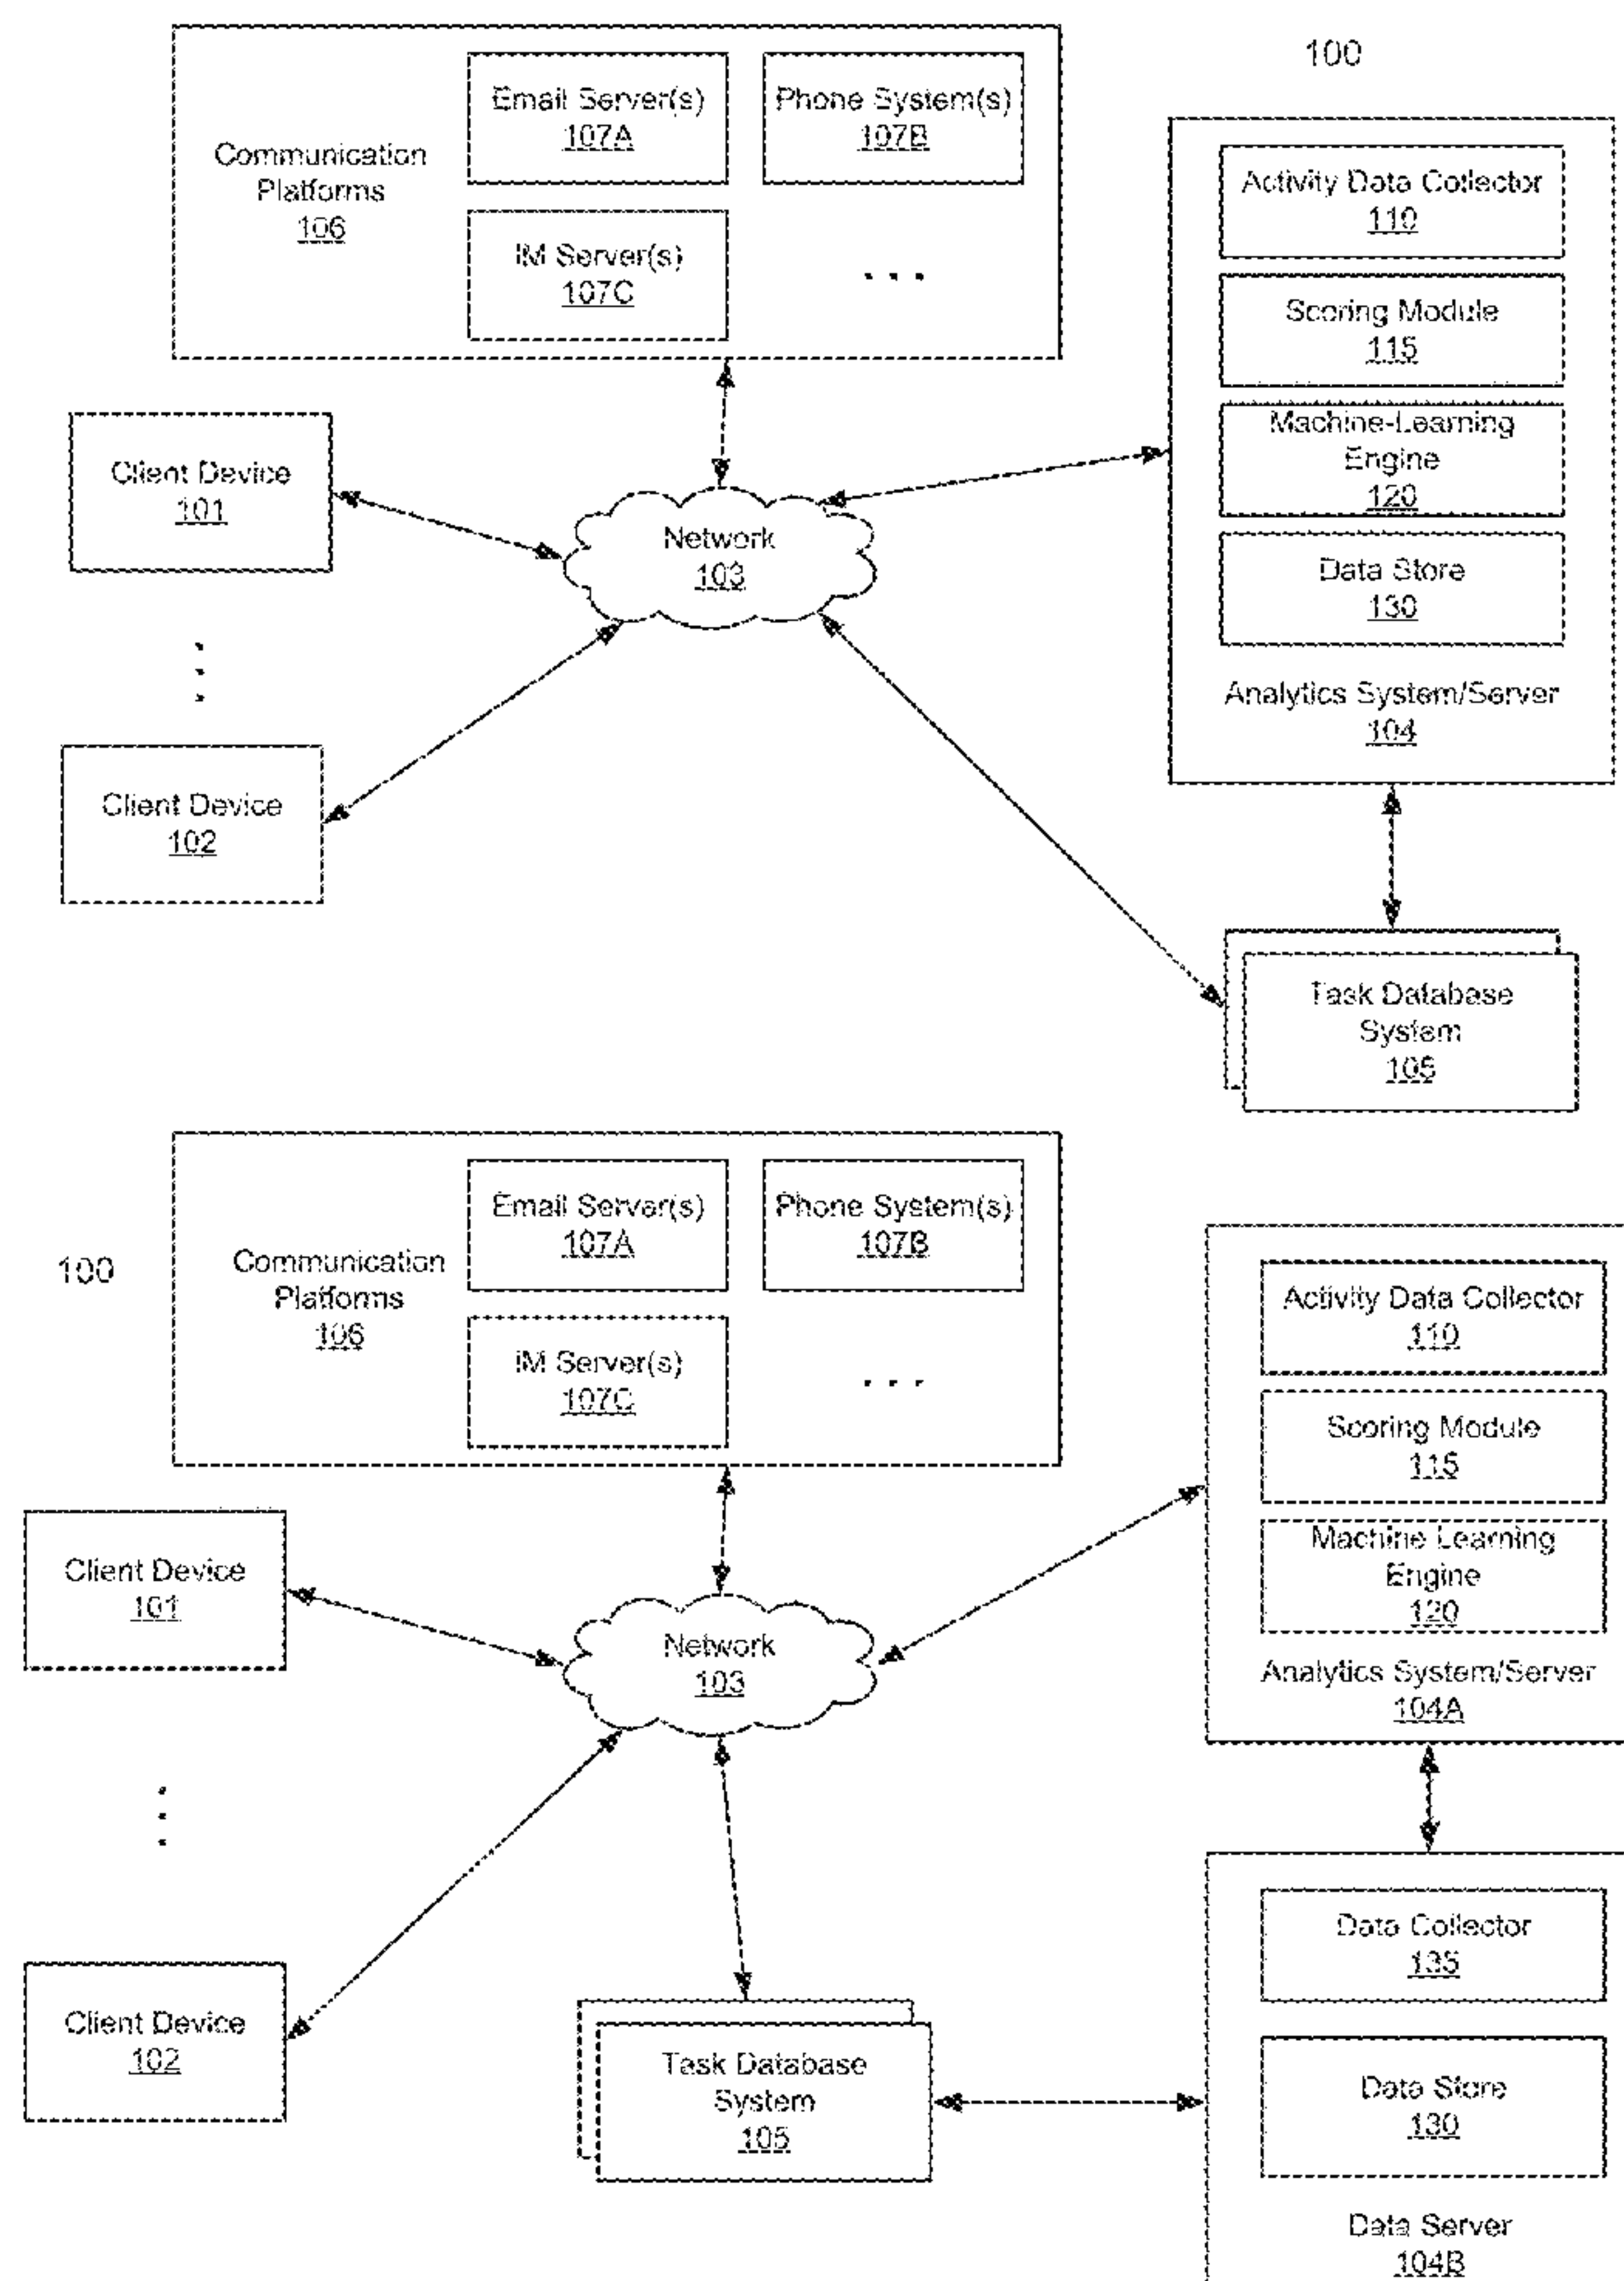 100
Communication
Platforms
106
Email Server(s)
107A
Phone System(s)
107B
IM Server(s)
107C
. . .
Activity Data Collector
110
Scoring Module
115
Machine-Learning
Engine
120
Data Store
130
Analytics System/Server
104
Client Device
101
Network
103
Client Device
102
Task Database
System
105
100
Communication
Platforms
106
Email Server(s)
107A
Phone System(s)
107B
IM Server(s)
107C
. . .
Activity Data Collector
110
Scoring Module
115
Machine Learning
Engine
120
Analytics System/Server
104A
Client Device
101
Network
103
Client Device
102
Task Database
System
105
Data Collector
135
Data Store
130
Data Server
104B